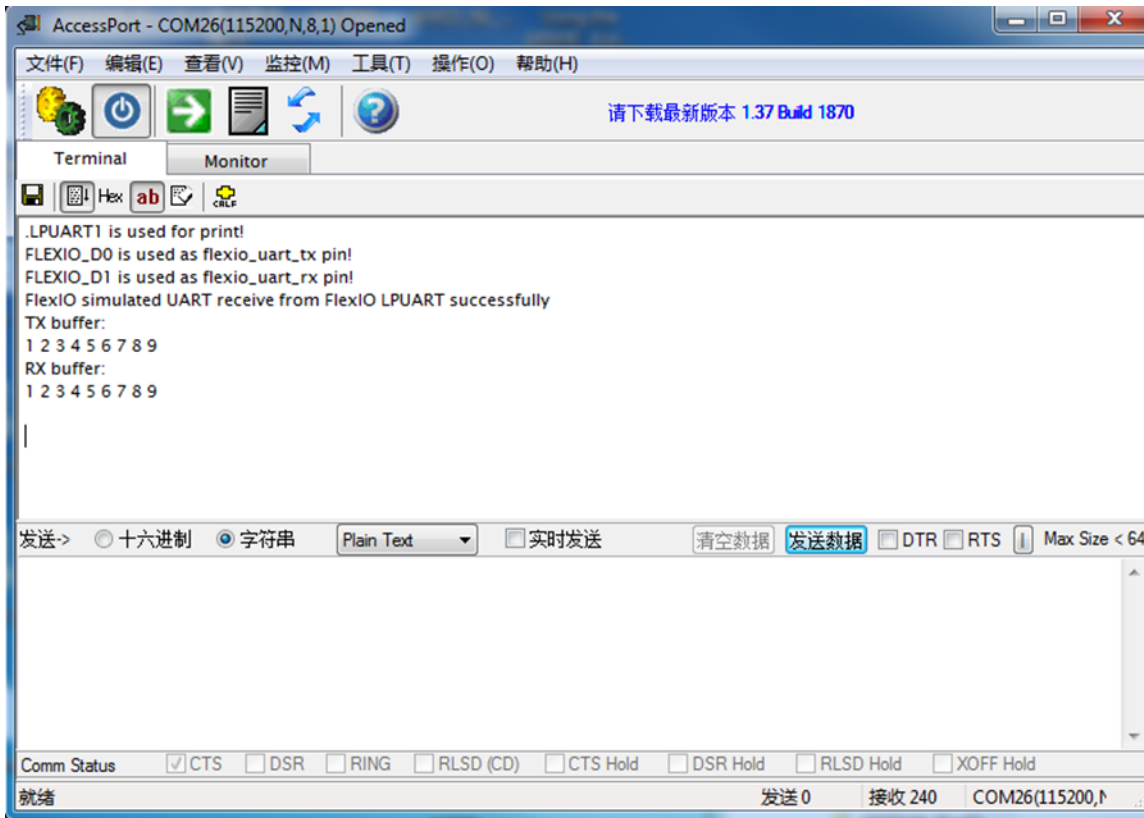 AccessPort - COM26(115200,N,8,1) Opened
文件(F) 编辑(E) 查看(V) 监控(M) 工具(T) 操作(O) 帮助(H)
请下载最新版本 1.37 Build 1870
Terminal Monitor
Hex ab CRLF
.LPUART1 is used for print!
FLEXIO_D0 is used as flexio_uart_tx pin!
FLEXIO_D1 is used as flexio_uart_rx pin!
FlexIO simulated UART receive from FlexIO LPUART successfully
TX buffer:
1 2 3 4 5 6 7 8 9
RX buffer:
1 2 3 4 5 6 7 8 9
发送-> 十六进制 字符串 Plain Text 实时发送 清空数据 发送数据 DTR RTS Max Size < 64
Comm Status CTS DSR RING RLSD (CD) CTS Hold DSR Hold RLSD Hold XOFF Hold
就绪 发送 0 接收 240 COM26(115200,N